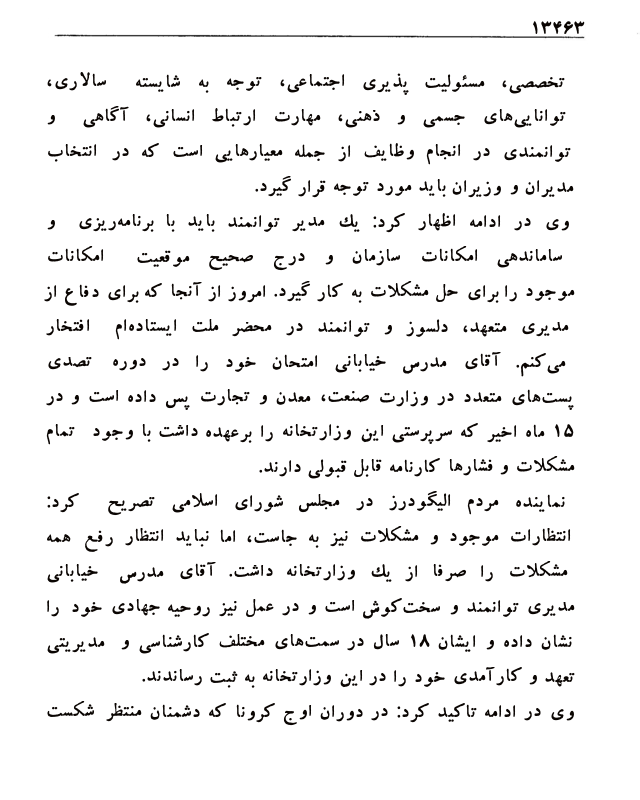 ۱۳۴۶۳
تخصصی، مسئولیت پذیری اجتماعی، توجه به شایسته سالاری،
توانایی‌های جسمی و ذهنی، مهارت ارتباط انسانی، آگاهی و
توانمندی در انجام وظایف از جمله معیارهایی است که در انتخاب
مدیران و وزیران باید مورد توجه قرار گیرد.
وی در ادامه اظهار کرد: یك مدیر توانمند باید با برنامه‌ریزی و
ساماندهی امکانات سازمان و درج صحیح موقعیت امکانات
موجود را برای حل مشکلات به کار گیرد. امروز از آنجا که برای دفاع از
مدیری متعهد، دلسوز و توانمند در محضر ملت ایستاده‌ام افتخار
می‌کنم. آقای مدرس خیابانی امتحان خود را در دوره تصدی
پست‌های متعدد در وزارت صنعت، معدن و تجارت پس داده است و در
۱۵ ماه اخیر که سرپرستی این وزارتخانه را برعهده داشت با وجود تمام
مشکلات و فشارها کارنامه قابل قبولی دارند.
نماینده مردم الیگودرز در مجلس شورای اسلامی تصریح کرد:
انتظارات موجود و مشکلات نیز به جاست، اما نباید انتظار رفع همه
مشکلات را صرفا از یك وزارتخانه داشت. آقای مدرس خیابانی
مدیری توانمند و سخت‌کوش است و در عمل نیز روحیه جهادی خود را
نشان داده و ایشان ۱۸ سال در سمت‌های مختلف کارشناسی و مدیریتی
تعهد و کارآمدی خود را در این وزارتخانه به ثبت رساندند.
وی در ادامه تاکید کرد: در دوران اوج کرونا که دشمنان منتظر شکست